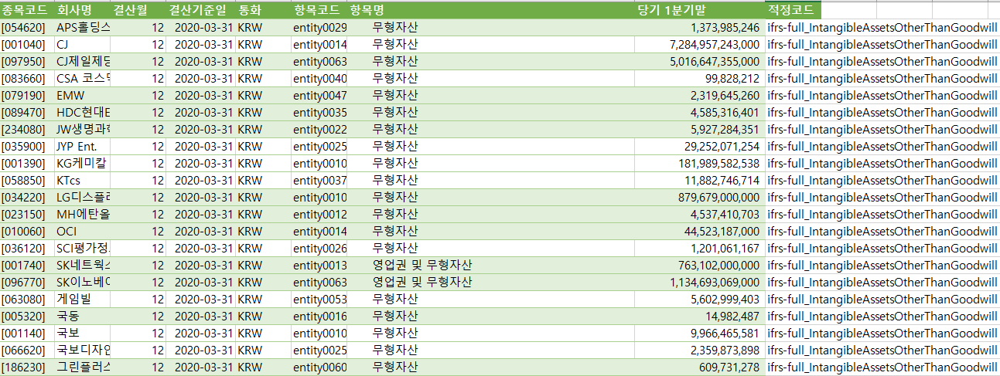 종목코드 회사명 결산월 결산기준일 통화 항목코드 항목명 당기 1분기말 적정코드
[054620] APS홀딩스 12 2020-03-31 KRW entity0029 무형자산 1,373,985,246 ifrs-full_IntangibleAssetsOtherThanGoodwill
[001040] CJ 12 2020-03-31 KRW entity0014 무형자산 7,284,957,243,000 ifrs-full_IntangibleAssetsOtherThanGoodwill
[097950] CJ제일제당 12 2020-03-31 KRW entity0063 무형자산 5,016,647,355,000 ifrs-full_IntangibleAssetsOtherThanGoodwill
[083660] CSA 코스 12 2020-03-31 KRW entity0040 무형자산 99,828,212 ifrs-full_IntangibleAssetsOtherThanGoodwill
[079190] EMW 12 2020-03-31 KRW entity0047 무형자산 2,319,645,260 ifrs-full_IntangibleAssetsOtherThanGoodwill
[089470] HDC현대E 12 2020-03-31 KRW entity0035 무형자산 4,585,316,401 ifrs-full_IntangibleAssetsOtherThanGoodwill
[234080] JW생명과학 12 2020-03-31 KRW entity0022 무형자산 5,927,284,351 ifrs-full_IntangibleAssetsOtherThanGoodwill
[035900] JYP Ent. 12 2020-03-31 KRW entity0025 무형자산 29,252,071,254 ifrs-full_IntangibleAssetsOtherThanGoodwill
[001390] KG케미칼 12 2020-03-31 KRW entity0010 무형자산 181,989,582,538 ifrs-full_IntangibleAssetsOtherThanGoodwill
[058850] KTcs 12 2020-03-31 KRW entity0037 무형자산 11,882,746,714 ifrs-full_IntangibleAssetsOtherThanGoodwill
[034220] LG디스플레 12 2020-03-31 KRW entity0010 무형자산 879,679,000,000 ifrs-full_IntangibleAssetsOtherThanGoodwill
[023150] MH에탄올 12 2020-03-31 KRW entity0012 무형자산 4,537,410,703 ifrs-full_IntangibleAssetsOtherThanGoodwill
[010060] OCI 12 2020-03-31 KRW entity0014 무형자산 44,523,187,000 ifrs-full_IntangibleAssetsOtherThanGoodwill
[036120] SCI평가정 12 2020-03-31 KRW entity0026 무형자산 1,201,061,167 ifrs-full_IntangibleAssetsOtherThanGoodwill
[001740] SK네트웍스 12 2020-03-31 KRW entity0013 영업권 및 무형자산 763,102,000,000 ifrs-full_IntangibleAssetsOtherThanGoodwill
[096770] SK이노베이 12 2020-03-31 KRW entity0063 영업권 및 무형자산 1,134,693,069,000 ifrs-full_IntangibleAssetsOtherThanGoodwill
[063080] 게임빌 12 2020-03-31 KRW entity0053 무형자산 5,602,999,403 ifrs-full_IntangibleAssetsOtherThanGoodwill
[005320] 국동 12 2020-03-31 KRW entity0016 무형자산 14,982,487 ifrs-full_IntangibleAssetsOtherThanGoodwill
[001140] 국보 12 2020-03-31 KRW entity0010 무형자산 9,966,465,581 ifrs-full_IntangibleAssetsOtherThanGoodwill
[066620] 국보디자인 12 2020-03-31 KRW entity0025 무형자산 2,359,873,898 ifrs-full_IntangibleAssetsOtherThanGoodwill
[186230] 그린플러스 12 2020-03-31 KRW entity0060 무형자산 609,731,278 ifrs-full_IntangibleAssetsOtherThanGoodwill